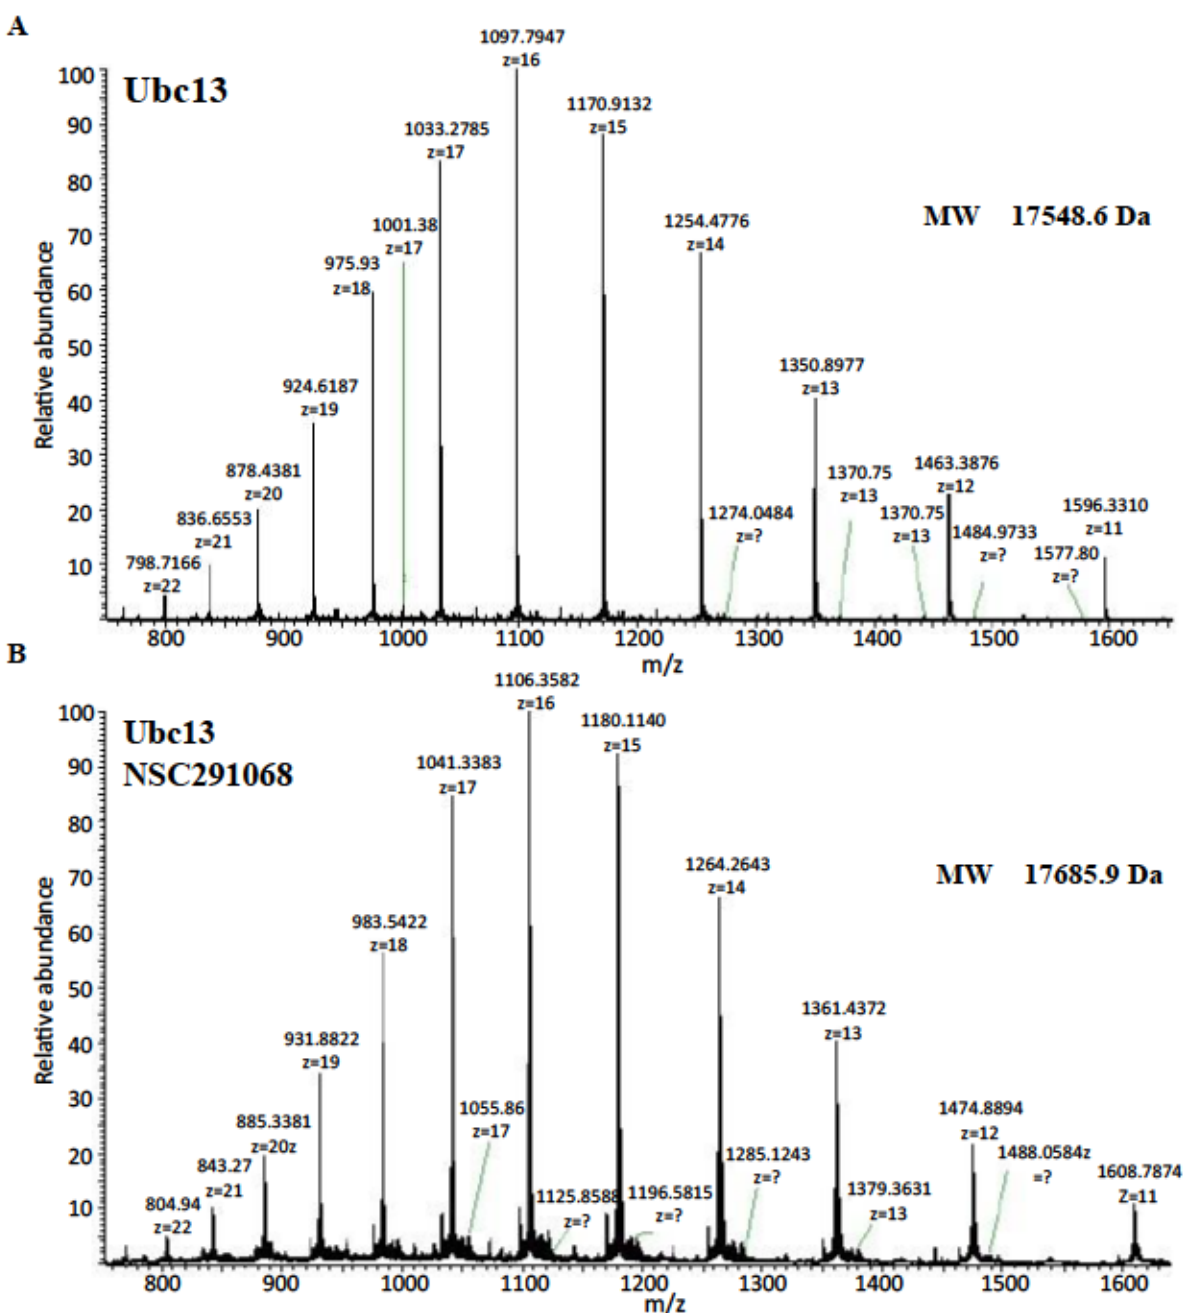 A
Ubc13
MW 17548.6 Da
Relative abundance
100
90
80
70
60
50
40
30
20
10
798.7166
z=22
836.6553
z=21
878.4381
z=20
924.6187
z=19
975.93
z=18
1001.38
z=17
1033.2785
z=17
1097.7947
z=16
1170.9132
z=15
1254.4776
z=14
1274.0484
z=?
1350.8977
z=13
1370.75
z=13
1370.75
z=13
1463.3876
z=12
1484.9733
z=?
1577.80
z=?
1596.3310
z=11
800 900 1000 1100 1200 1300 1400 1500 1600
m/z
B
Ubc13
NSC291068
MW 17685.9 Da
Relative abundance
100
90
80
70
60
50
40
30
20
10
804.94
z=22
843.27
z=21
885.3381
z=20z
931.8822
z=19
983.5422
z=18
1041.3383
z=17
1055.86
z=17
1106.3582
z=16
1125.8588
z=?
1180.1140
z=15
1196.5815
z=?
1264.2643
z=14
1285.1243
z=?
1361.4372
z=13
1379.3631
z=13
1474.8894
z=12
1488.0584z
=?
1608.7874
Z=11
800 900 1000 1100 1200 1300 1400 1500 1600
m/z